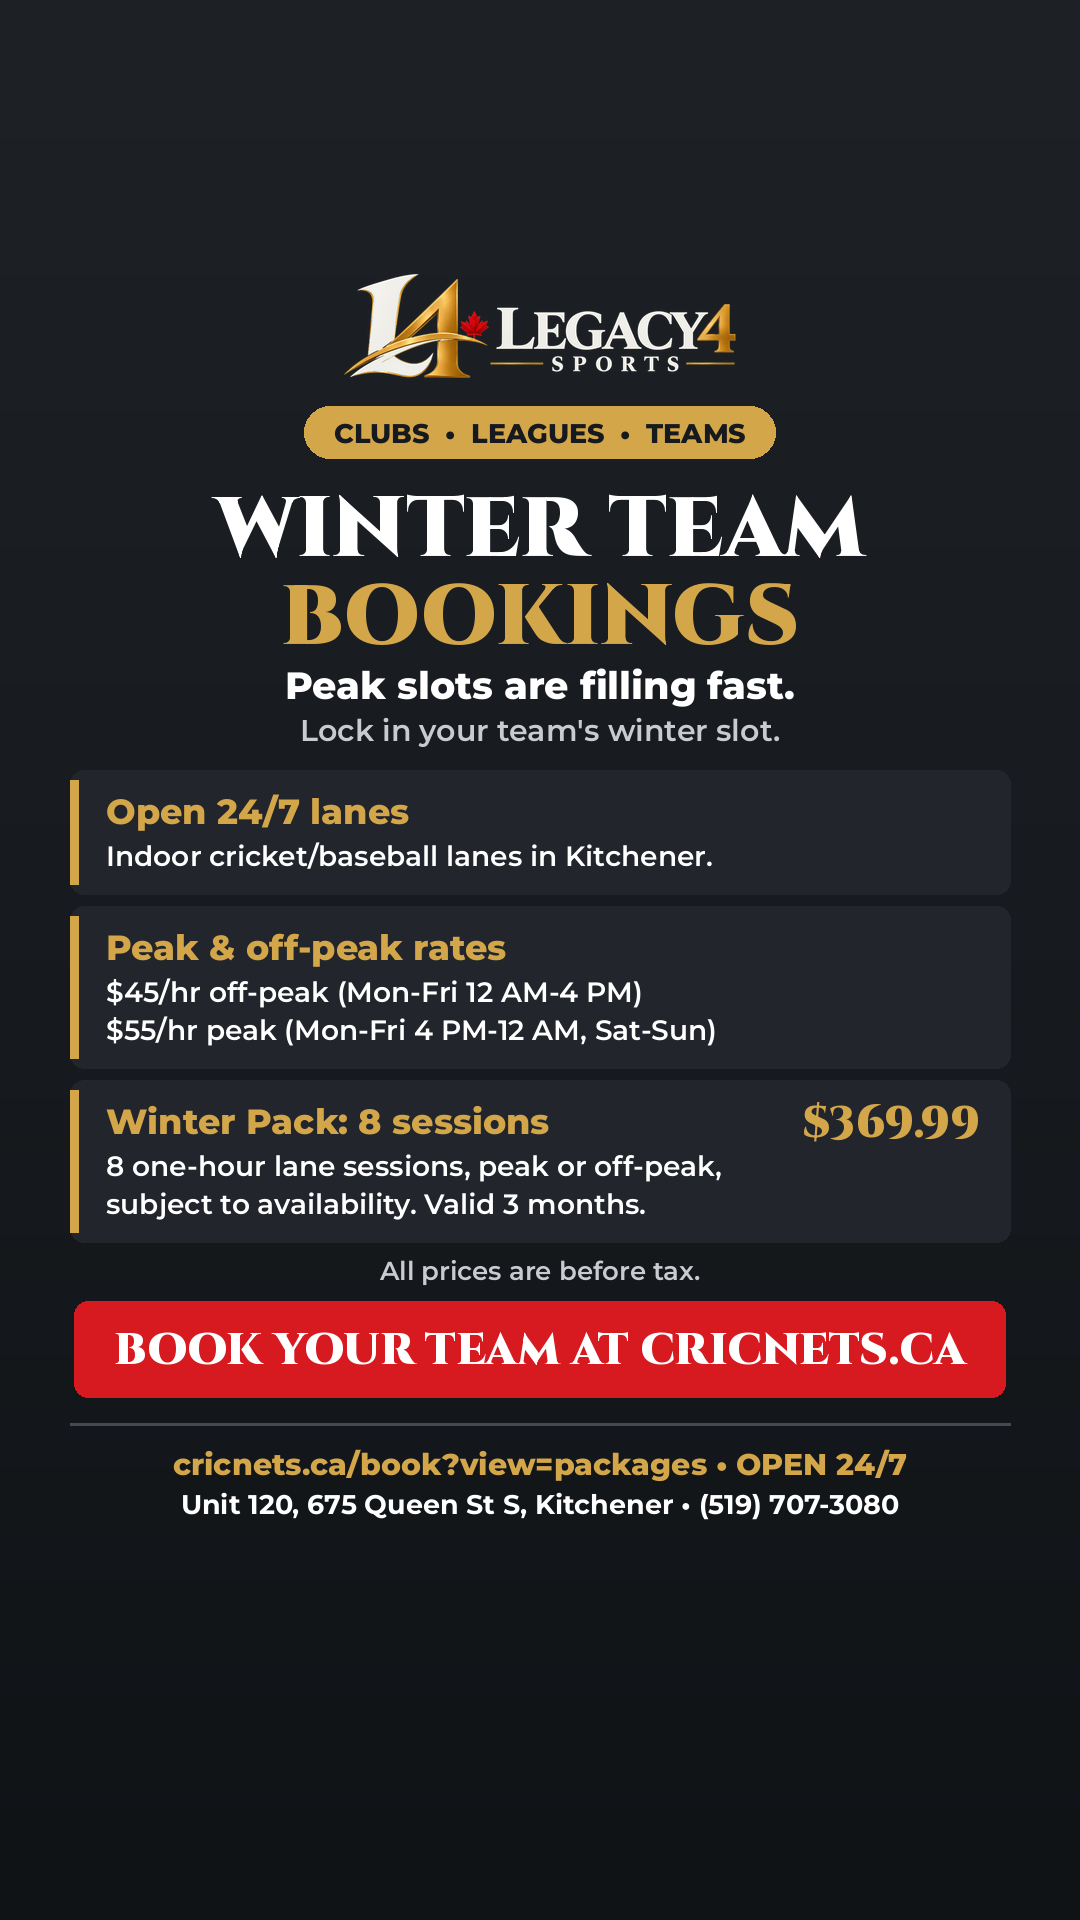 LEGACY4
SPORTS
CLUBS • LEAGUES • TEAMS
WINTER TEAM
BOOKINGS
Peak slots are filling fast.
Lock in your team's winter slot.
Open 24/7 lanes
Indoor cricket/baseball lanes in Kitchener.
Peak & off-peak rates
$45/hr off-peak (Mon-Fri 12 AM-4 PM)
$55/hr peak (Mon-Fri 4 PM-12 AM, Sat-Sun)
Winter Pack: 8 sessions $369.99
8 one-hour lane sessions, peak or off-peak,
subject to availability. Valid 3 months.
All prices are before tax.
BOOK YOUR TEAM AT CRICNETS.CA
cricnets.ca/book?view=packages • OPEN 24/7
Unit 120, 675 Queen St S, Kitchener • (519) 707-3080